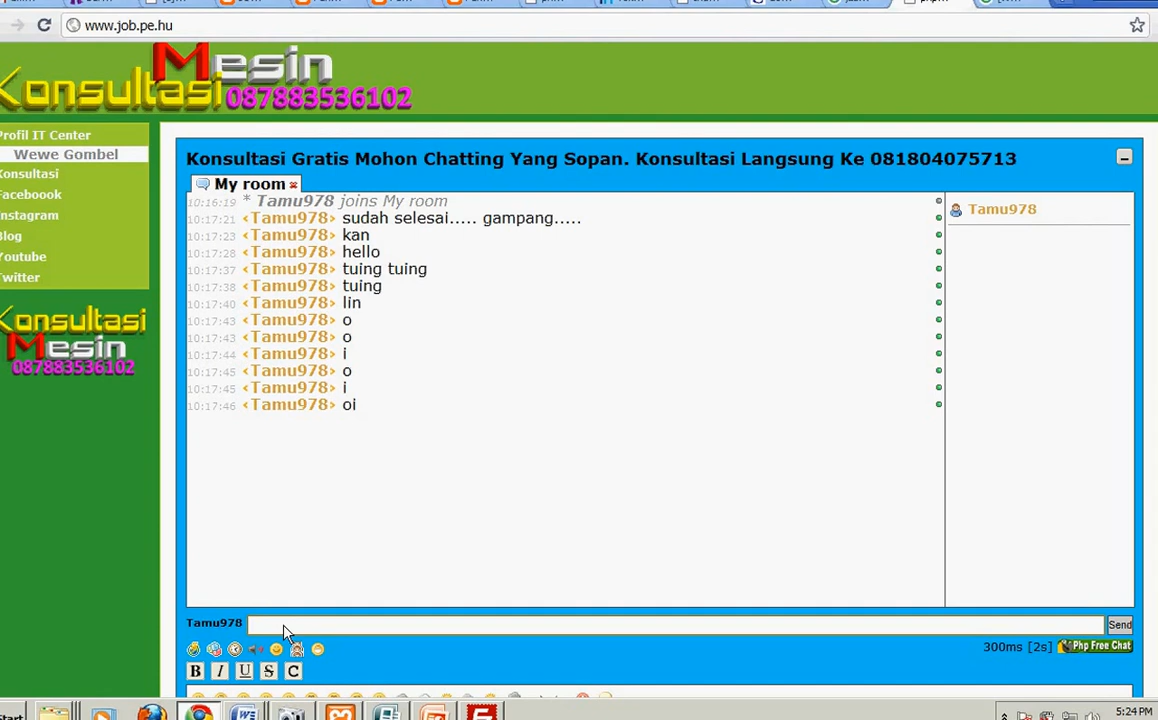 www.job.pe.hu
Konsultasi Mesin
087883536102
Profil IT Center
Wewe Gombel
Konsultasi
Faceboook
Instagram
Blog
Youtube
Twitter
Konsultasi
Mesin
087883536102
Konsultasi Gratis Mohon Chatting Yang Sopan. Konsultasi Langsung Ke 081804075713
My room
10:16:19 * Tamu978 joins My room
10:17:21 ‹Tamu978› sudah selesai..... gampang.....
10:17:23 ‹Tamu978› kan
10:17:28 ‹Tamu978› hello
10:17:37 ‹Tamu978› tuing tuing
10:17:38 ‹Tamu978› tuing
10:17:40 ‹Tamu978› lin
10:17:43 ‹Tamu978› o
10:17:43 ‹Tamu978› o
10:17:44 ‹Tamu978› i
10:17:45 ‹Tamu978› o
10:17:45 ‹Tamu978› i
10:17:46 ‹Tamu978› oi
Tamu978
Tamu978
Send
300ms [2s] Php Free Chat
B I U S C
Start
5:24 PM